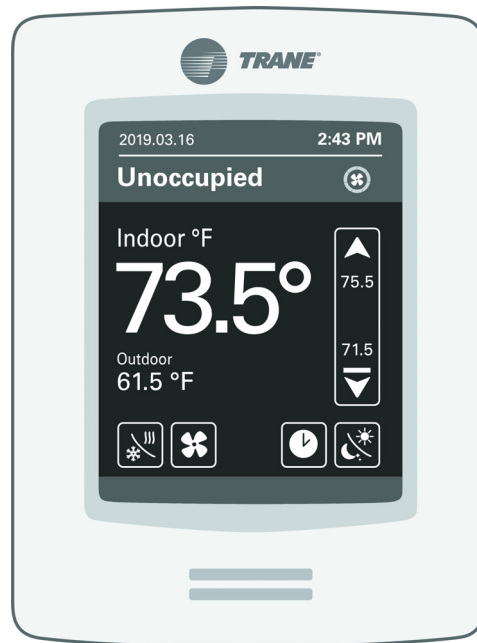 TRANE®
2019.03.16 2:43 PM
Unoccupied
Indoor °F
73.5°
75.5
71.5
Outdoor
61.5 °F